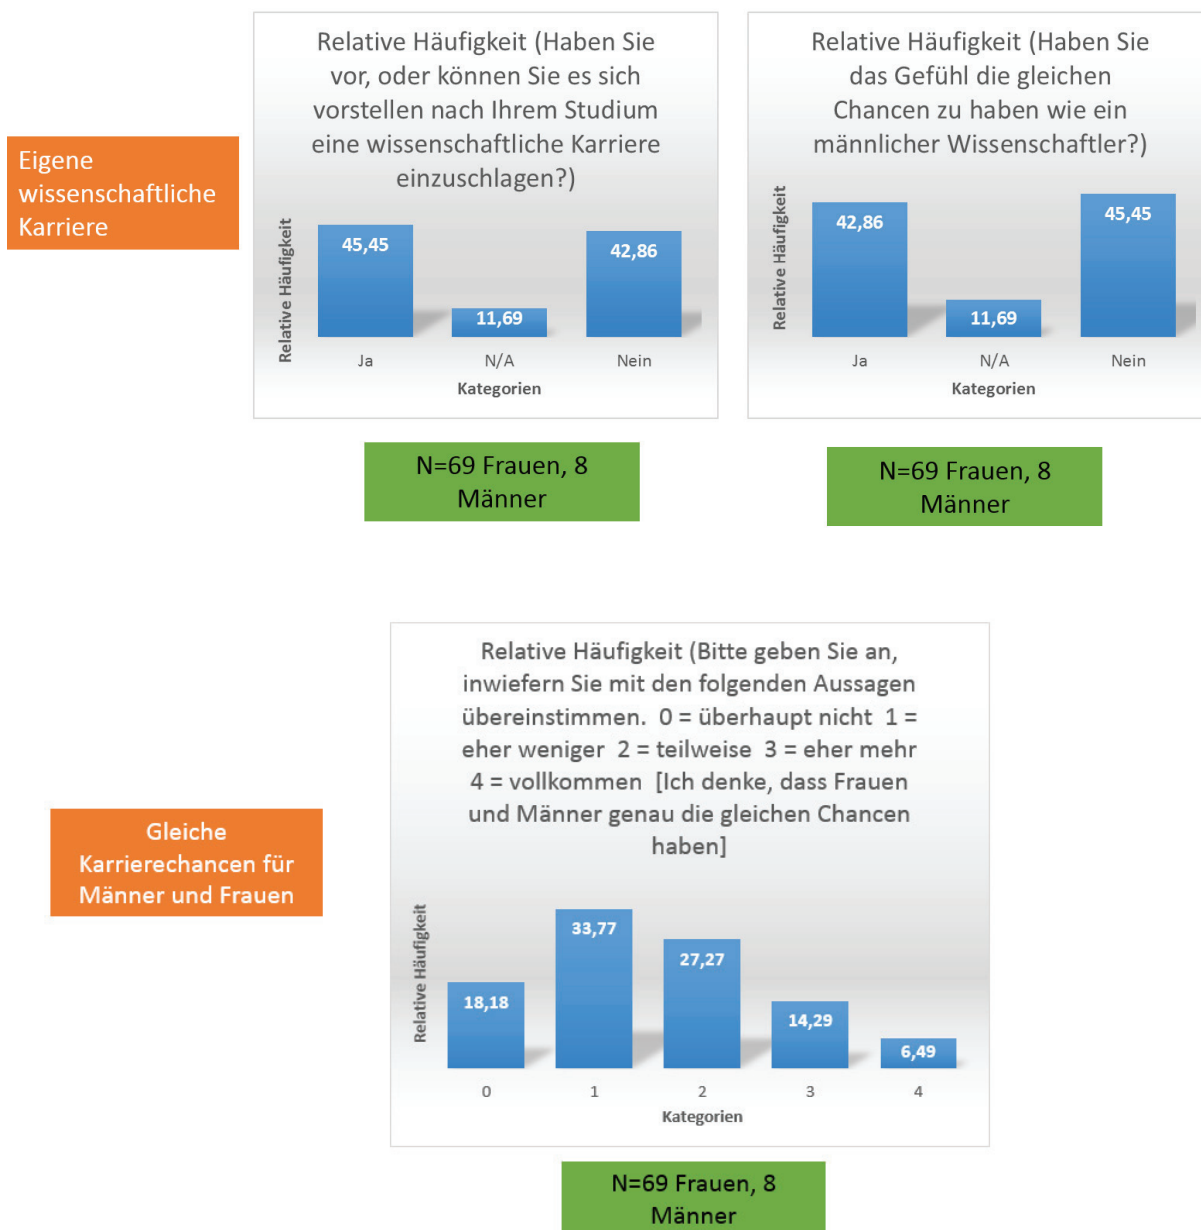 Eigene
wissenschaftliche
Karriere
Relative Häufigkeit (Haben Sie
vor, oder können Sie es sich
vorstellen nach Ihrem Studium
eine wissenschaftliche Karriere
einzuschlagen?)
Relative Häufigkeit
45,45
11,69
42,86
Ja
N/A
Nein
Kategorien
N=69 Frauen, 8
Männer
Relative Häufigkeit (Haben Sie
das Gefühl die gleichen
Chancen zu haben wie ein
männlicher Wissenschaftler?)
Relative Häufigkeit
42,86
11,69
45,45
Ja
N/A
Nein
Kategorien
N=69 Frauen, 8
Männer
Gleiche
Karrierechancen für
Männer und Frauen
Relative Häufigkeit (Bitte geben Sie an,
inwiefern Sie mit den folgenden Aussagen
übereinstimmen.  0 = überhaupt nicht  1 =
eher weniger  2 = teilweise  3 = eher mehr
4 = vollkommen  [Ich denke, dass Frauen
und Männer genau die gleichen Chancen
haben]
Relative Häufigkeit
18,18
33,77
27,27
14,29
6,49
0
1
2
3
4
Kategorien
N=69 Frauen, 8
Männer